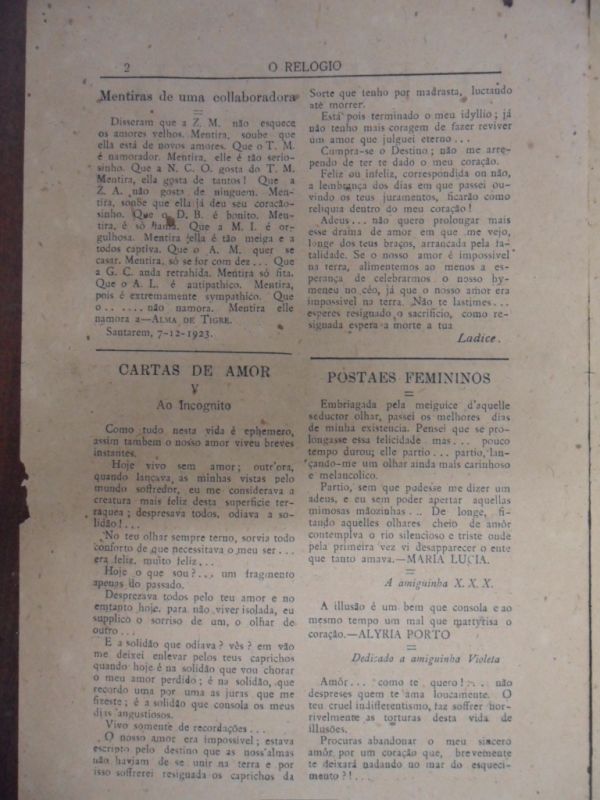 2
O RELOGIO
Mentiras de uma collaboradora
Disseram que a Z. M. não esquece
os amores velhos. Mentira, soube que
ella está de novos amores. Que o T. M.
é namorador. Mentira, elle é tão serio-
sinho. Que a N. C. O. gosta do T. M.
Mentira, ella gosta de tantos! Que a
Z. A. não gosta de ninguem. Men-
tira, sonbe que ella já deu seu coração-
sinho. Que o D. B. é bonito. Men-
tira, é só fama. Que a M. I. é or-
gulhosa. Mentira ella é tão meiga e a
todos captiva. Que o A. M. quer se
casar. Mentira, só se for com dez... Que
a G. C. anda retrahida. Mentira só fita.
Que o A. L. é antipathico. Mentira,
pois é extremamente sympathico. Que
o.. .. .... não namora. Mentira elle
namora a—ALMA DE TIGRE.
Santarem, 7-12-1923.
CARTAS DE AMOR
V
Ao Incognito
Como tudo nesta vida é ephemero,
assim tambem o nosso amor viveu breves
instantes.
Hoje vivo sem amor; outr'ora,
quando lançava as minhas vistas pelo
mundo soffredor, eu me considerava a
creatura mais feliz desta superficie ter-
raquea; despresava todos, odiava a so-
lidão!...
No teu olhar sempre terno, sorvia todo
conforto de que necessitava o meu ser...
era feliz, muito feliz...
Hoje o que sou?... um fragmento
apenas do passado.
Desprezava todos pelo teu amor e no
emtanto hoje, para não viver isolada, eu
supplico o sorriso de um, o olhar de
outro...
E a solidão que odiava? vês? em vão
me deixei enlevar pelos teus caprichos
quando hoje é na solidão que vou chorar
o meu amor perdido; é na solidão, que
recordo uma por uma as juras que me
fizeste; é a solidão que consola os meus
dias angustiosos.
Vivo somente de recordações...
O nosso amor era impossivel; estava
escripto pelo destino que as noss'almas
não haviam de se unir na terra e por
isso soffrerei resignada os caprichos da
Sorte que tenho por madrasta, luctando
até morrer.
Está pois terminado o meu idyllio; já
não tenho mais coragem de fazer reviver
um amor que julguei eterno...
Cumpra-se o Destino; não me arre-
pendo de ter te dado o meu coração.
Feliz ou infeliz, correspondida ou não,
a lembrança dos dias em que passei ou-
vindo os teus juramentos, ficarão como
reliquia dentro do meu coração!
Adeus... não quero prolongar mais
esse drama de amor em que me vejo,
longe dos teus braços, arrancada pela fa-
talidade. Se o nosso amor é impossivel
na terra, alimentemos ao menos a es-
perança de celebrarmos o nosso hy-
meneu no céo, já que o nosso amor era
impossivel na terra. Não te lastimes...
esperes resignado o sacrificio, como re-
signada espera a morte a tua
Ladice.
POSTAES FEMININOS
Embriagada pela meiguice d'aquelle
seductor olhar, passei os melhores dias
de minha existencia. Pensei que se pro-
longasse essa felicidade mas... pouco
tempo durou; elle partio... partio, lan-
çando-me um olhar ainda mais carinhoso
e melancolico.
Partio, sem que podesse me dizer um
adeus, e eu sem poder apertar aquellas
mimosas mãozinhas... De longe, fi-
tando aquelles olhares cheio de amôr
contemplva o rio silencioso e triste onde
pela primeira vez vi desapparecer o ente
que tanto amava.—MARIA LUCIA.
A amiguinha X. X. X.
A illusão é um bem que consola e ao
mesmo tempo um mal que martyrisa o
coração.—ALYRIA PORTO
Dedicado a amiguinha Violeta
Amôr... como te quero!... não
despreses quem te ama loucamente. O
teu cruel indifferentismo, faz soffrer hor-
rivelmente as torturas desta vida de
illusões.
Procuras abandonar o meu sincero
amôr por um coração que, brevemente
te deixará nadando no mar do esqueci-
mento?!...